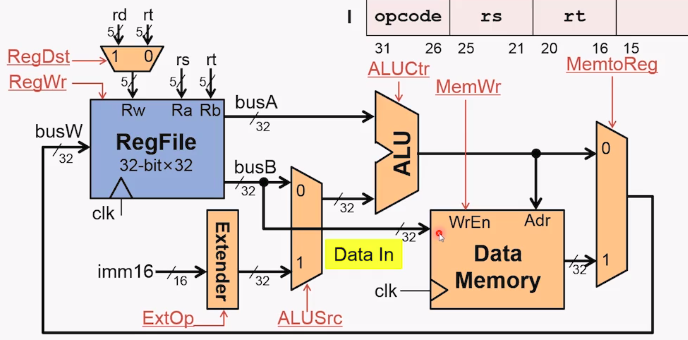 rd rt
I opcode rs rt
5 5
31 26 25 21 20 16 15
RegDst
1 0
rs rt
RegWr
5 5 5
ALUCtr
MemtoReg
MemWr
Rw Ra Rb
busA
32
busW
32
RegFile
32-bit×32
ALU
0
busB
32
0
32
clk
WrEn Adr
32
Extender
Data In
Data
Memory
imm16
16
32
1
32
1
clk
ExtOp
ALUSrc